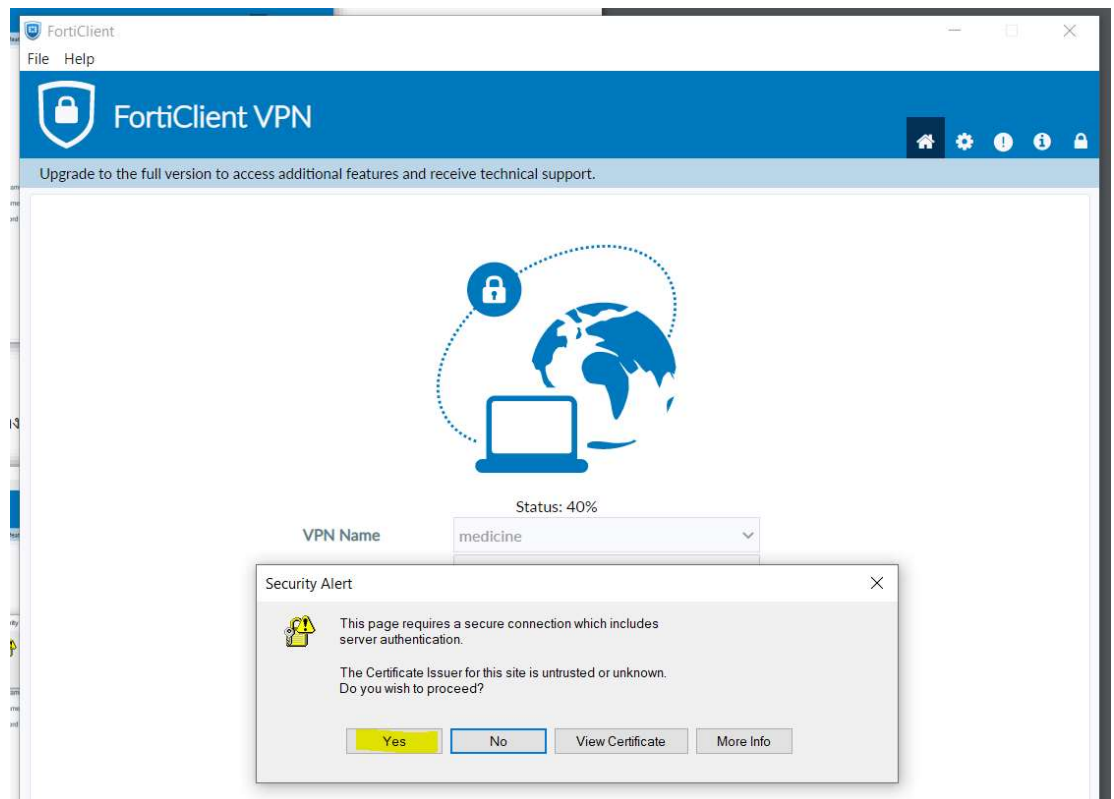 FortiClient
File Help
FortiClient VPN
Upgrade to the full version to access additional features and receive technical support.
Status: 40%
VPN Name
medicine
Security Alert
This page requires a secure connection which includes
server authentication.
The Certificate Issuer for this site is untrusted or unknown.
Do you wish to proceed?
Yes No View Certificate More Info